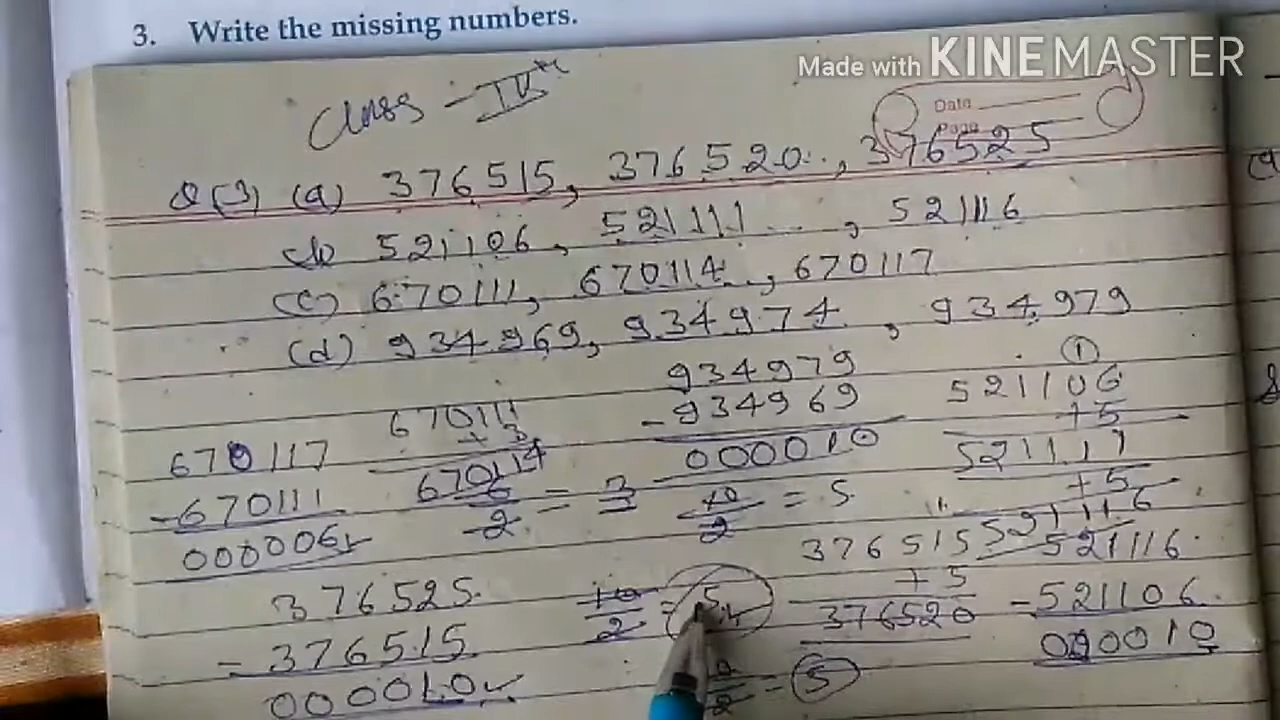 3. Write the missing numbers.
Made with KINEMASTER
Class - IV
Data
Page
Q(3) (a) 376515, 376520.., 376525
(b) 521106, 521111.., 521116
(c) 670111, 670114.., 670117
(d) 934969, 934974, 934979
670117
-670111
000006
670111
+3
670114
6/2 = 3
934979
-934969
000010
10/2 = 5
①
521106
+5
521111
+5
521116
521116
-521106
000010
376515
+5
376520
376525
-376515
000010
10/2 = 5
= 5